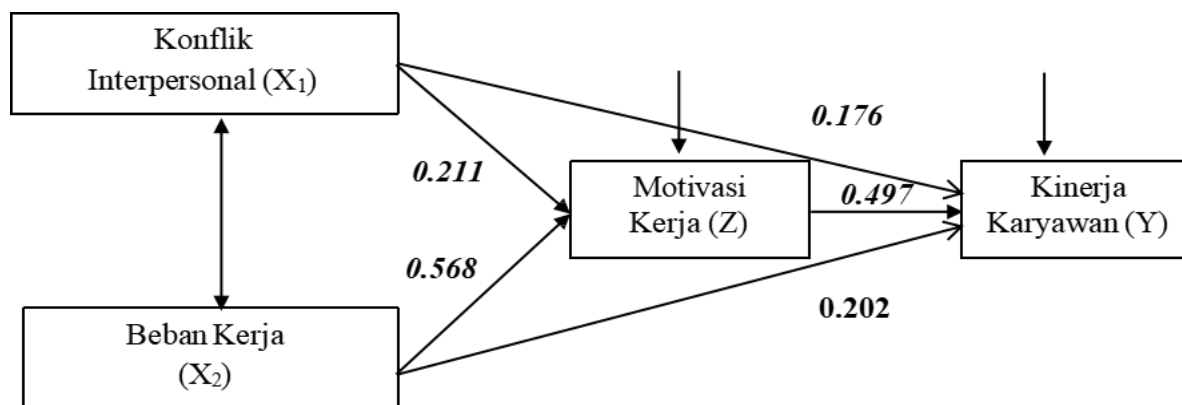 Konflik
Interpersonal (X₁)
0.176
0.211
Motivasi
Kerja (Z)
0.497
Kinerja
Karyawan (Y)
0.568
0.202
Beban Kerja
(X₂)